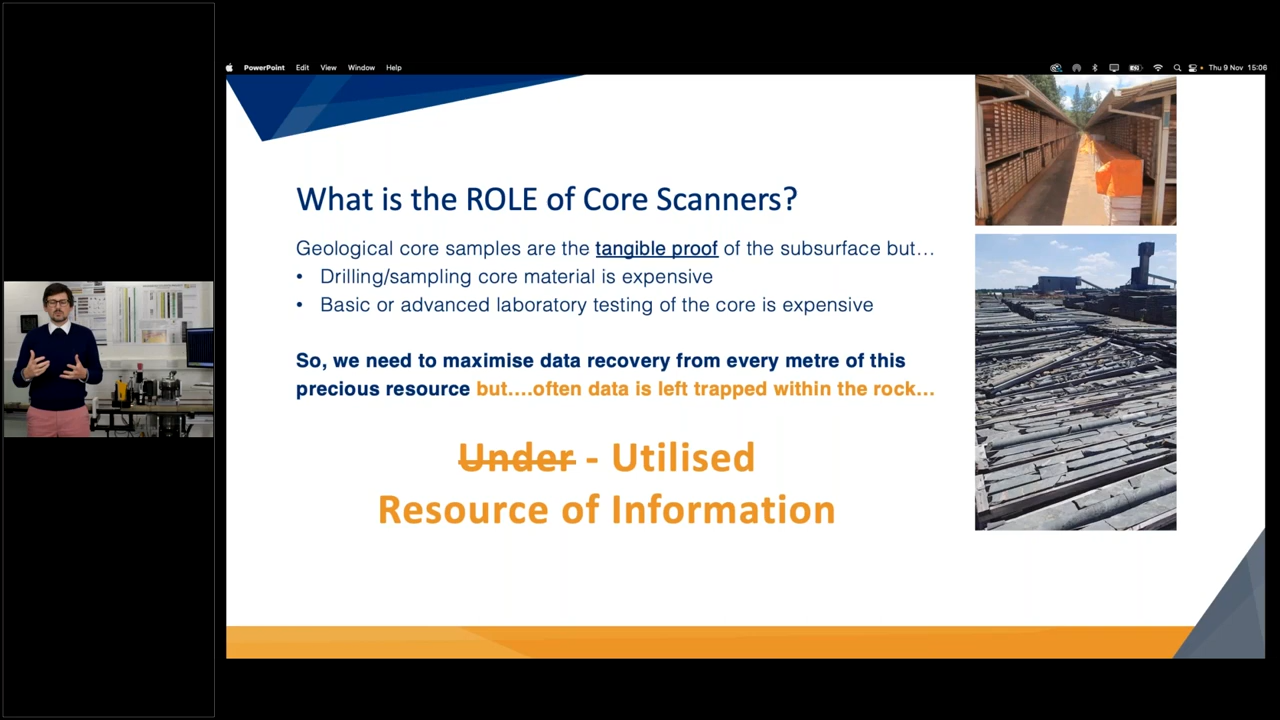 PowerPoint Edit View Window Help Thu 9 Nov 15:06
What is the ROLE of Core Scanners?
Geological core samples are the tangible proof of the subsurface but...
• Drilling/sampling core material is expensive
• Basic or advanced laboratory testing of the core is expensive
So, we need to maximise data recovery from every metre of this
precious resource but....often data is left trapped within the rock...
Under - Utilised
Resource of Information